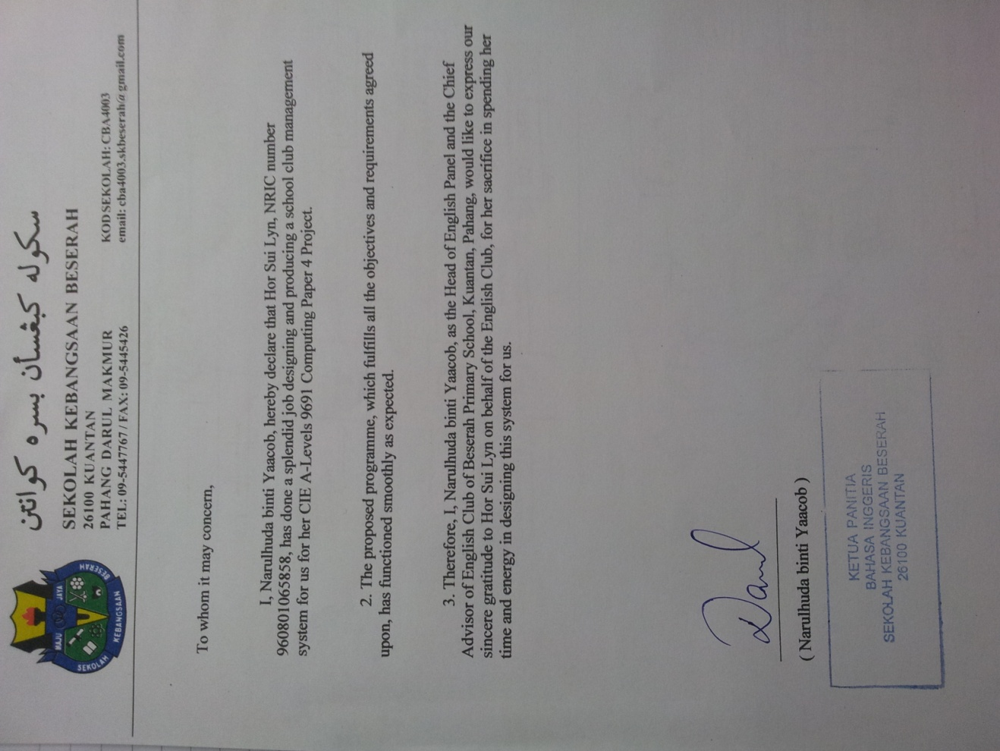 سكوله كبڠسأن بسره كوانتن
SEKOLAH KEBANGSAAN BESERAH
26100 KUANTAN
PAHANG DARUL MAKMUR KOD SEKOLAH: CBA4003
TEL.: 09-5447767 / FAX: 09-5445426 email: cba4003.skbeserah@gmail.com
MAJU JAYA
SEKOLAH KEBANGSAAN BESERAH
To whom it may concern,
I, Narulhuda binti Yaacob, hereby declare that Hor Sui Lyn, NRIC number
960801065858, has done a splendid job designing and producing a school club management
system for us for her CIE A-Levels 9691 Computing Paper 4 Project.
2. The proposed programme, which fulfills all the objectives and requirements agreed
upon, has functioned smoothly as expected.
3. Therefore, I, Narulhuda binti Yaacob, as the Head of English Panel and the Chief
Advisor of English Club of Beserah Primary School, Kuantan, Pahang, would like to express our
sincere gratitude to Hor Sui Lyn on behalf of the English Club, for her sacrifice in spending her
time and energy in designing this system for us.
( Narulhuda binti Yaacob )
KETUA PANITIA
BAHASA INGGERIS
SEKOLAH KEBANGSAAN BESERAH
26100 KUANTAN